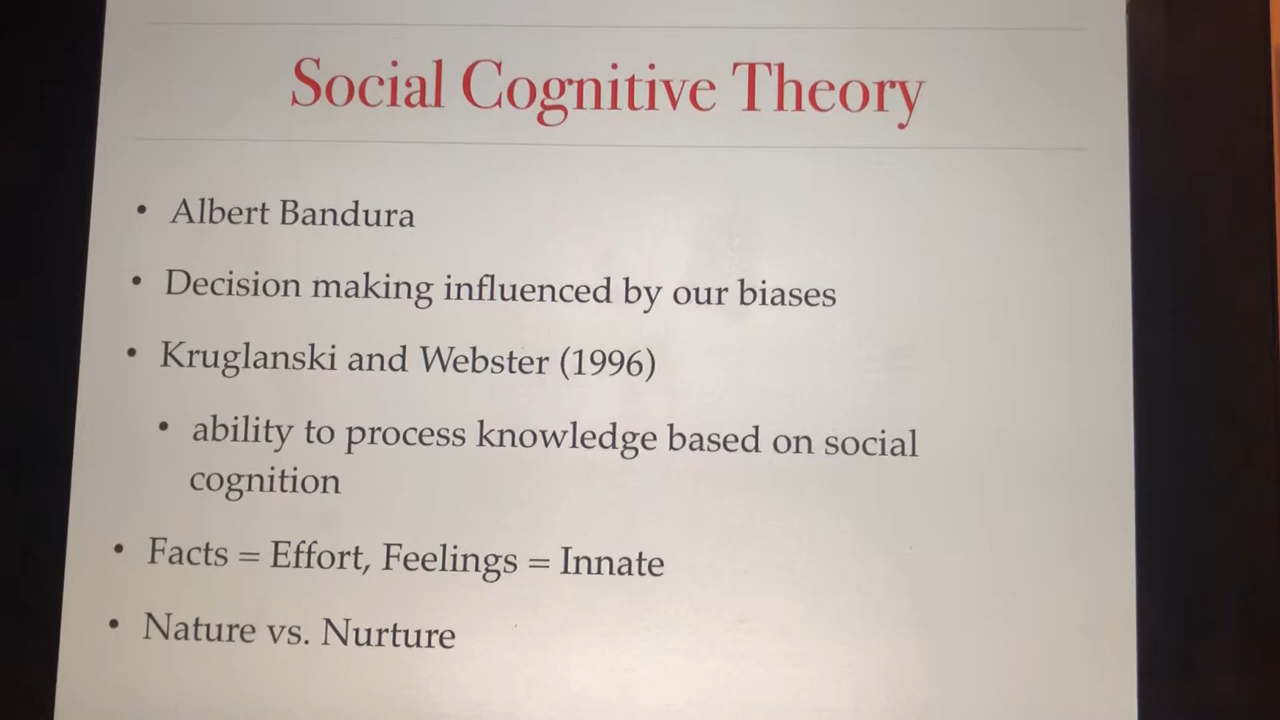 Social Cognitive Theory
• Albert Bandura
• Decision making influenced by our biases
• Kruglanski and Webster (1996)
• ability to process knowledge based on social
cognition
• Facts = Effort, Feelings = Innate
• Nature vs. Nurture